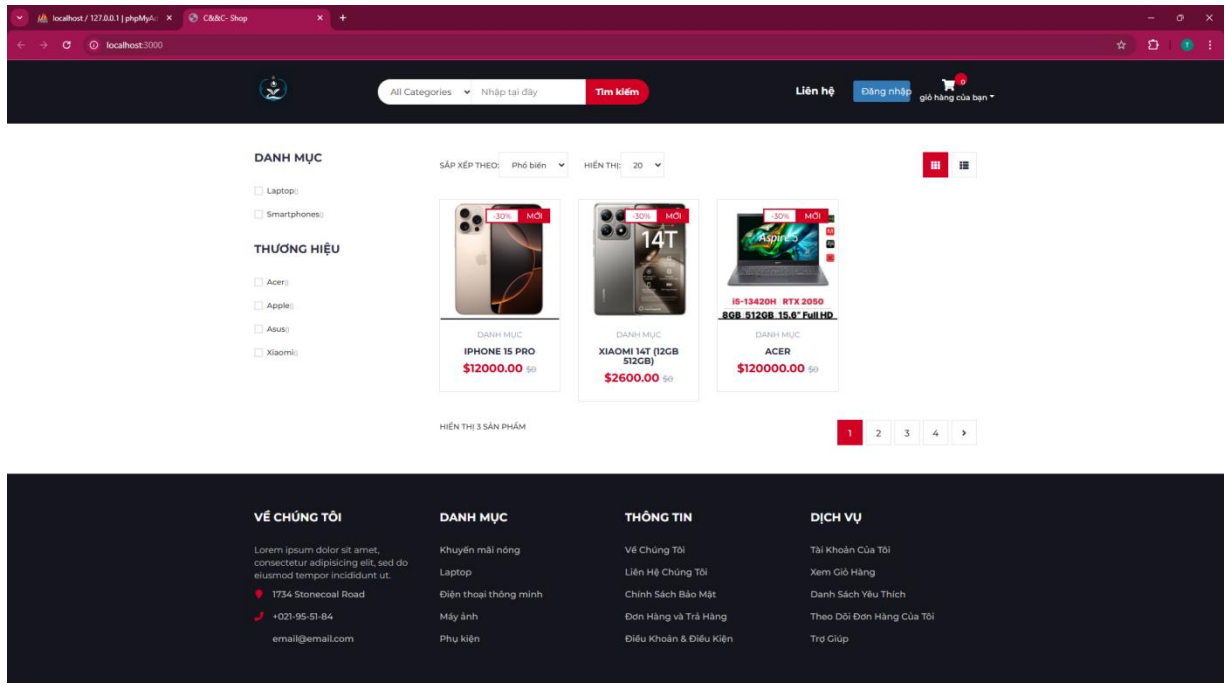 localhost / 127.0.0.1 | phpMyAd
C&&C- Shop
localhost:3000
T
All Categories
Nhập tại đây
Tìm kiếm
Liên hệ
Đăng nhập
0
giỏ hàng của bạn
DANH MỤC
Laptop()
Smartphones()
THƯƠNG HIỆU
Acer()
Apple()
Asus()
Xiaomi()
SẮP XẾP THEO: Phổ biến
HIỂN THỊ: 20
-30% MỚI
DANH MỤC
IPHONE 15 PRO
$12000.00 $0
-30% MỚI
14T
DANH MỤC
XIAOMI 14T (12GB
512GB)
$2600.00 $0
-30% MỚI
Aspire 5
i5-13420H RTX 2050
8GB 512GB 15.6" Full HD
DANH MỤC
ACER
$120000.00 $0
HIỂN THỊ 3 SẢN PHẨM
1 2 3 4
VỀ CHÚNG TÔI
Lorem ipsum dolor sit amet,
consectetur adipisicing elit, sed do
eiusmod tempor incididunt ut.
1734 Stonecoal Road
+021-95-51-84
email@email.com
DANH MỤC
Khuyến mãi nóng
Laptop
Điện thoại thông minh
Máy ảnh
Phụ kiện
THÔNG TIN
Về Chúng Tôi
Liên Hệ Chúng Tôi
Chính Sách Bảo Mật
Đơn Hàng và Trả Hàng
Điều Khoản & Điều Kiện
DỊCH VỤ
Tài Khoản Của Tôi
Xem Giỏ Hàng
Danh Sách Yêu Thích
Theo Dõi Đơn Hàng Của Tôi
Trợ Giúp